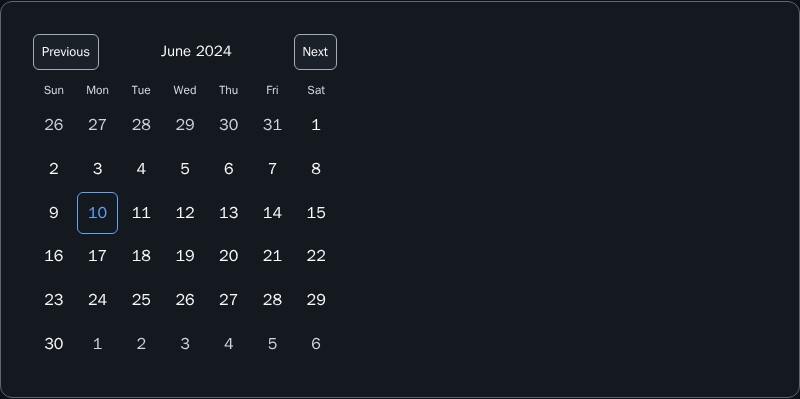 Previous June 2024 Next
Sun Mon Tue Wed Thu Fri Sat
26 27 28 29 30 31 1
2 3 4 5 6 7 8
9 10 11 12 13 14 15
16 17 18 19 20 21 22
23 24 25 26 27 28 29
30 1 2 3 4 5 6